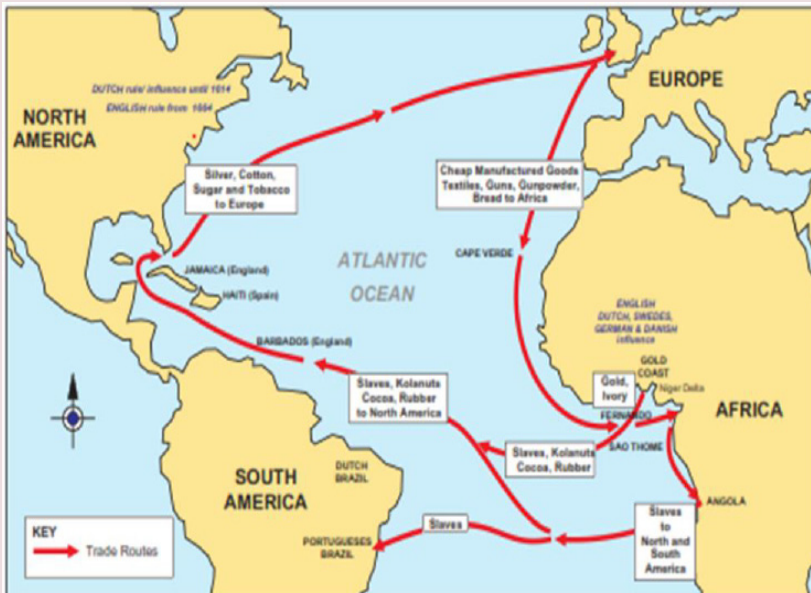 DUTCH rule/ influence until 1614
ENGLISH rule from 1664
NORTH
AMERICA
EUROPE
Silver, Cotton,
Sugar and Tobacco
to Europe
Cheap Manufactured Goods
Textiles, Guns, Gunpowder,
Bread to Africa
ATLANTIC
OCEAN
CAPE VERDE
JAMAICA (England)
HAITI (Spain)
BARBADOS (England)
ENGLISH
DUTCH, SWEDES,
GERMAN & DANISH
influence
GOLD
COAST
Niger Delta
Gold,
Ivory
FERNANDO
AFRICA
Slaves, Kolanuts
Cocoa, Rubber
to North America
Slaves, Kolanuts
Cocoa, Rubber
SAO THOME
ANGOLA
SOUTH
AMERICA
DUTCH
BRAZIL
PORTUGUESES
BRAZIL
Slaves
Slaves
to
North and
South
America
KEY
Trade Routes